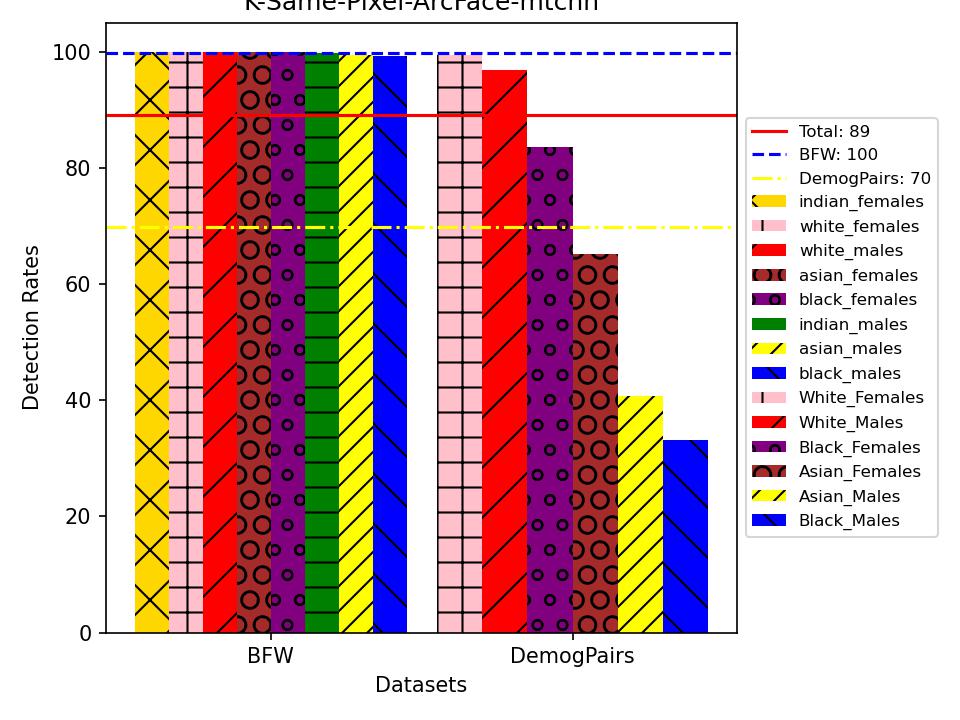 K-Same-Pixel-ArcFace-mtcnn
100
80
60
40
20
0
Detection Rates
BFW
DemogPairs
Datasets
Total: 89
BFW: 100
DemogPairs: 70
indian_females
white_females
white_males
asian_females
black_females
indian_males
asian_males
black_males
White_Females
White_Males
Black_Females
Asian_Females
Asian_Males
Black_Males